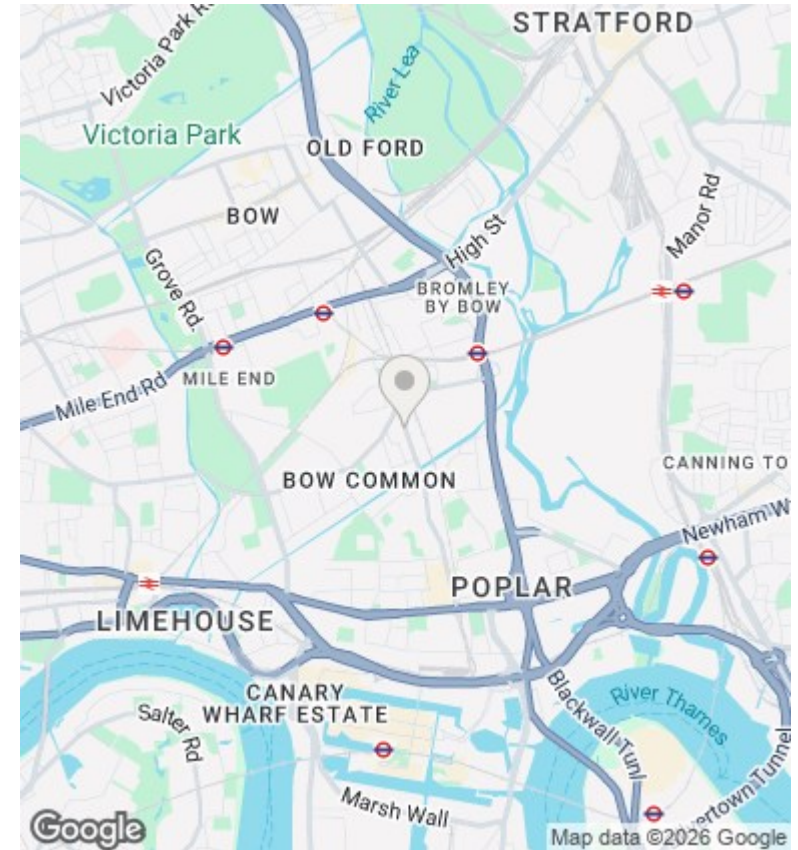 STRATFORD
Victoria Park R
River Lea
Victoria Park
OLD FORD
BOW
Manor Rd
High St
Grove Rd.
BROMLEY
BY BOW
MILE END
Mile End Rd
CANNING TO
BOW COMMON
Newham W
POPLAR
LIMEHOUSE
CANARY
WHARF ESTATE
River Thames
Blackwall Tunl
Salter Rd
vertown Tunnel
Marsh Wall
Google
Map data ©2026 Google